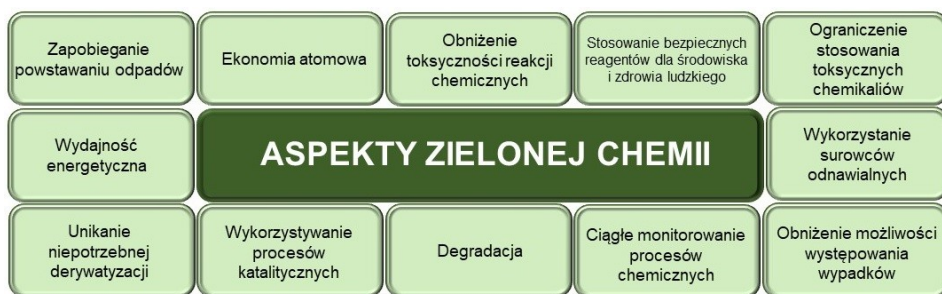 Zapobieganie
powstawaniu odpadów
Ekonomia atomowa
Obniżenie
toksyczności reakcji
chemicznych
Stosowanie bezpiecznych
reagentów dla środowiska
i zdrowia ludzkiego
Ograniczenie
stosowania
toksycznych
chemikaliów
Wydajność
energetyczna
ASPEKTY ZIELONEJ CHEMII
Wykorzystanie
surowców
odnawialnych
Unikanie
niepotrzebnej
derywatyzacji
Wykorzystywanie
procesów
katalitycznych
Degradacja
Ciągłe monitorowanie
procesów
chemicznych
Obniżenie możliwości
występowania
wypadków